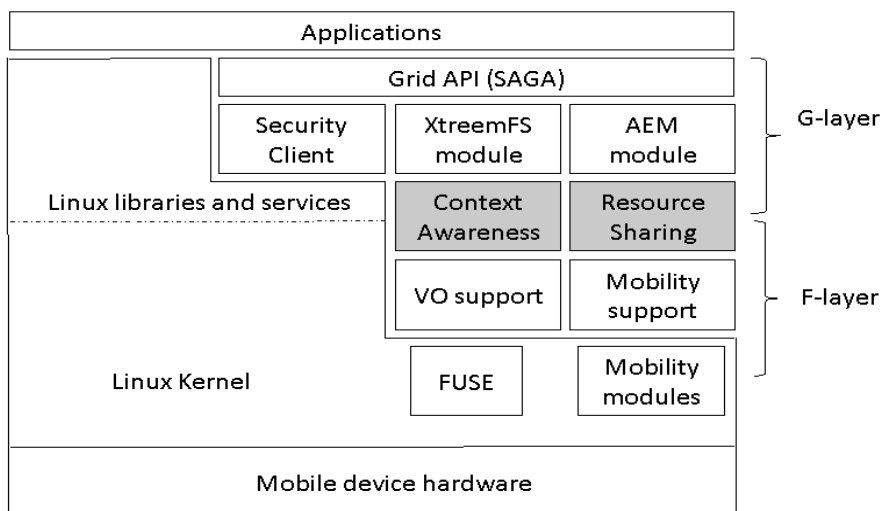 Applications
Grid API (SAGA)
G-layer
Security
Client
XtreemFS
module
AEM
module
Linux libraries and services
Context
Awareness
Resource
Sharing
VO support
Mobility
support
F-layer
Linux Kernel
FUSE
Mobility
modules
Mobile device hardware